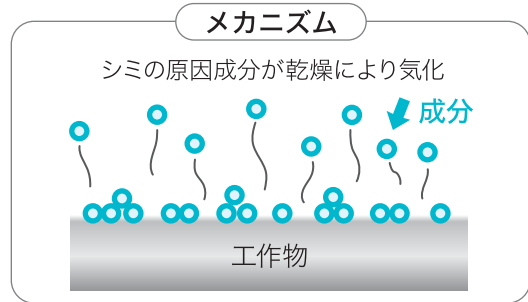 メカニズム
シミの原因成分が乾燥により気化
成分
工作物